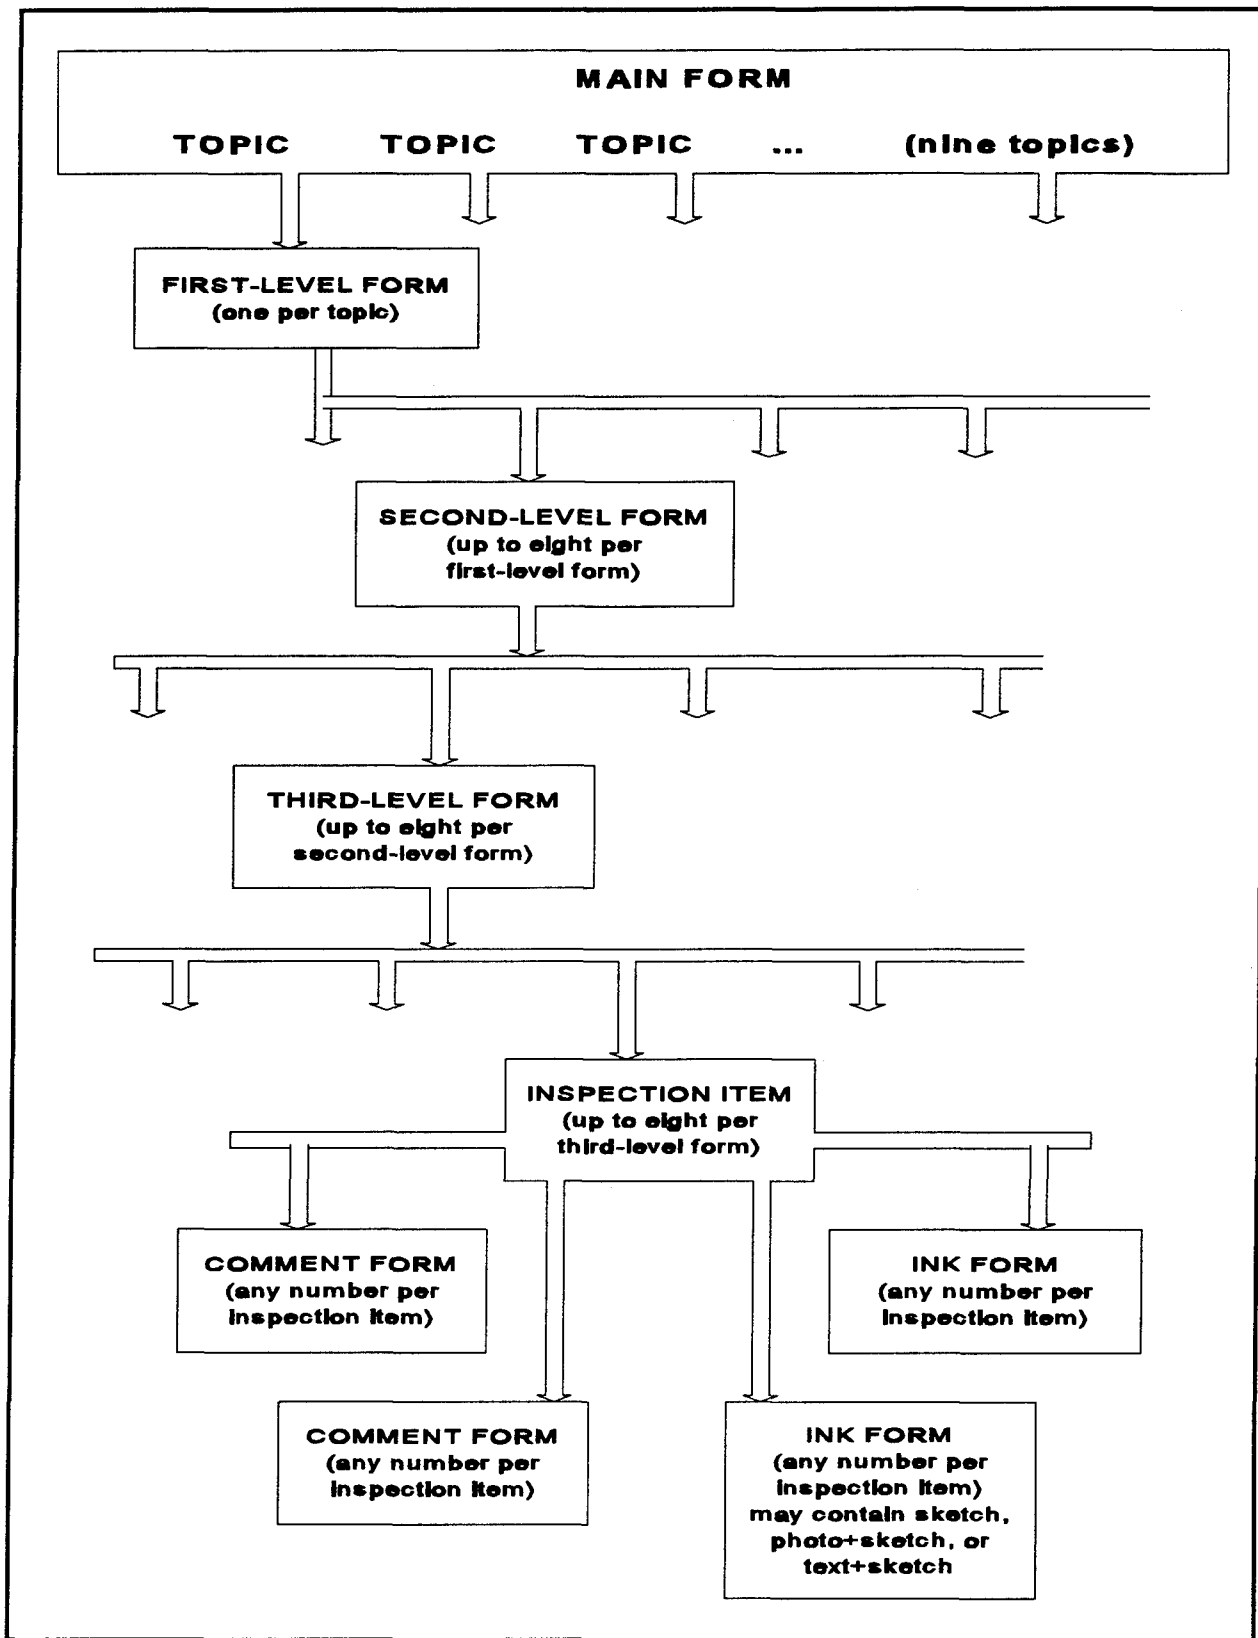 MAIN FORM
TOPIC TOPIC TOPIC ... (nine topics)
FIRST-LEVEL FORM
(one per topic)
SECOND-LEVEL FORM
(up to eight per
first-level form)
THIRD-LEVEL FORM
(up to eight per
second-level form)
INSPECTION ITEM
(up to eight per
third-level form)
COMMENT FORM
(any number per
inspection item)
INK FORM
(any number per
inspection item)
COMMENT FORM
(any number per
inspection item)
INK FORM
(any number per
inspection item)
may contain sketch,
photo+sketch, or
text+sketch